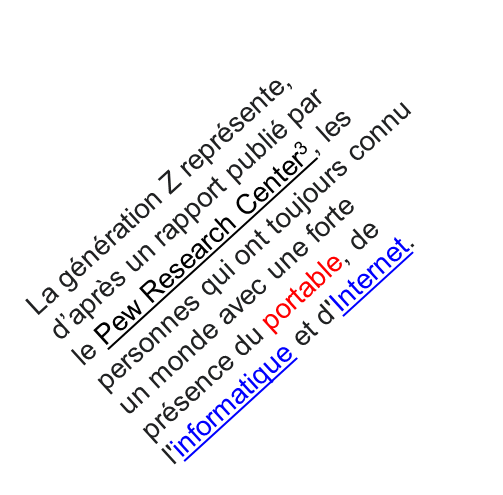 La génération Z représente,
d'après un rapport publié par
le Pew Research Center³, les
personnes qui ont toujours connu
un monde avec une forte
présence du portable, de
l'informatique et d'Internet.